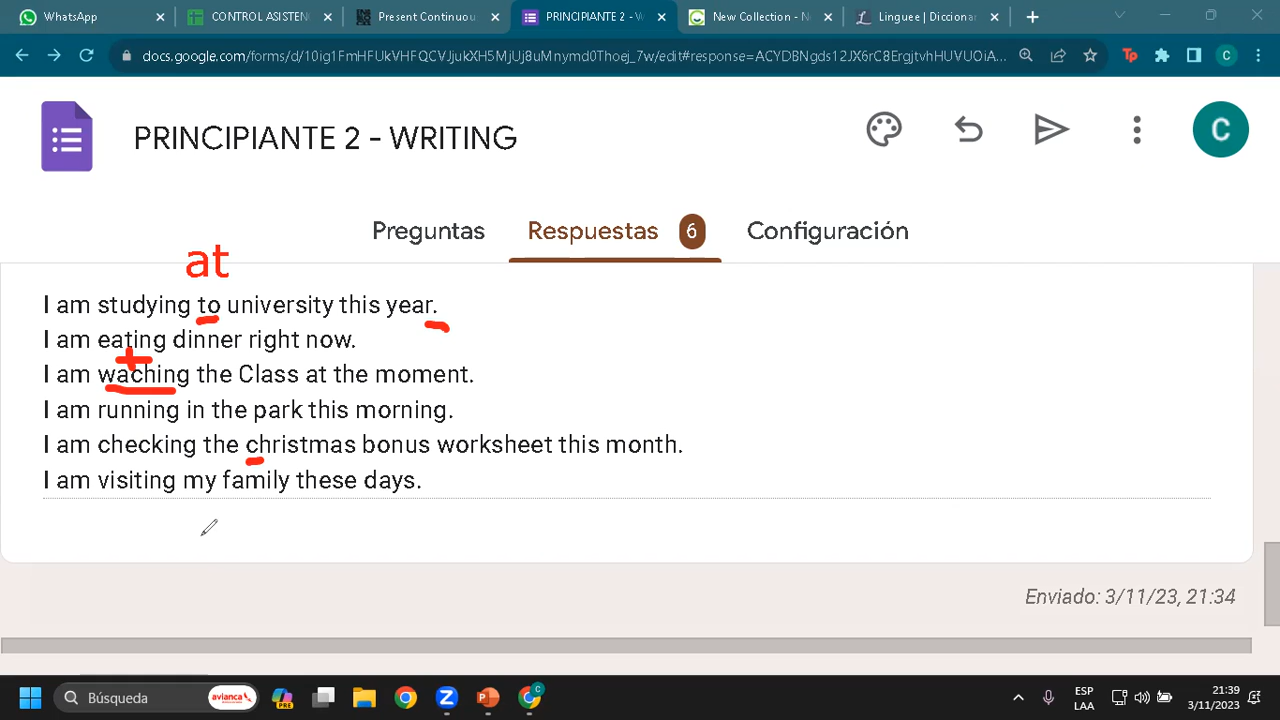 WhatsApp
CONTROL ASISTEN
Present Continuou
PRINCIPIANTE 2 - W
New Collection - N
Linguee | Dicciona
docs.google.com/forms/d/10ig1FmHFUkVHFQCVJjukXH5MjUj8uMnymd0Thoej_7w/edit#response=ACYDBNgds12JX6rC8ErgjtvhHUVUOiA...
Tp
C
PRINCIPIANTE 2 - WRITING
C
Preguntas
Respuestas 6
Configuración
at
I am studying to university this year.
I am eating dinner right now.
t
I am waching the Class at the moment.
I am running in the park this morning.
I am checking the christmas bonus worksheet this month.
I am visiting my family these days.
Enviado: 3/11/23, 21:34
Búsqueda
avianca
PRE
ESP
LAA
21:39
3/11/2023